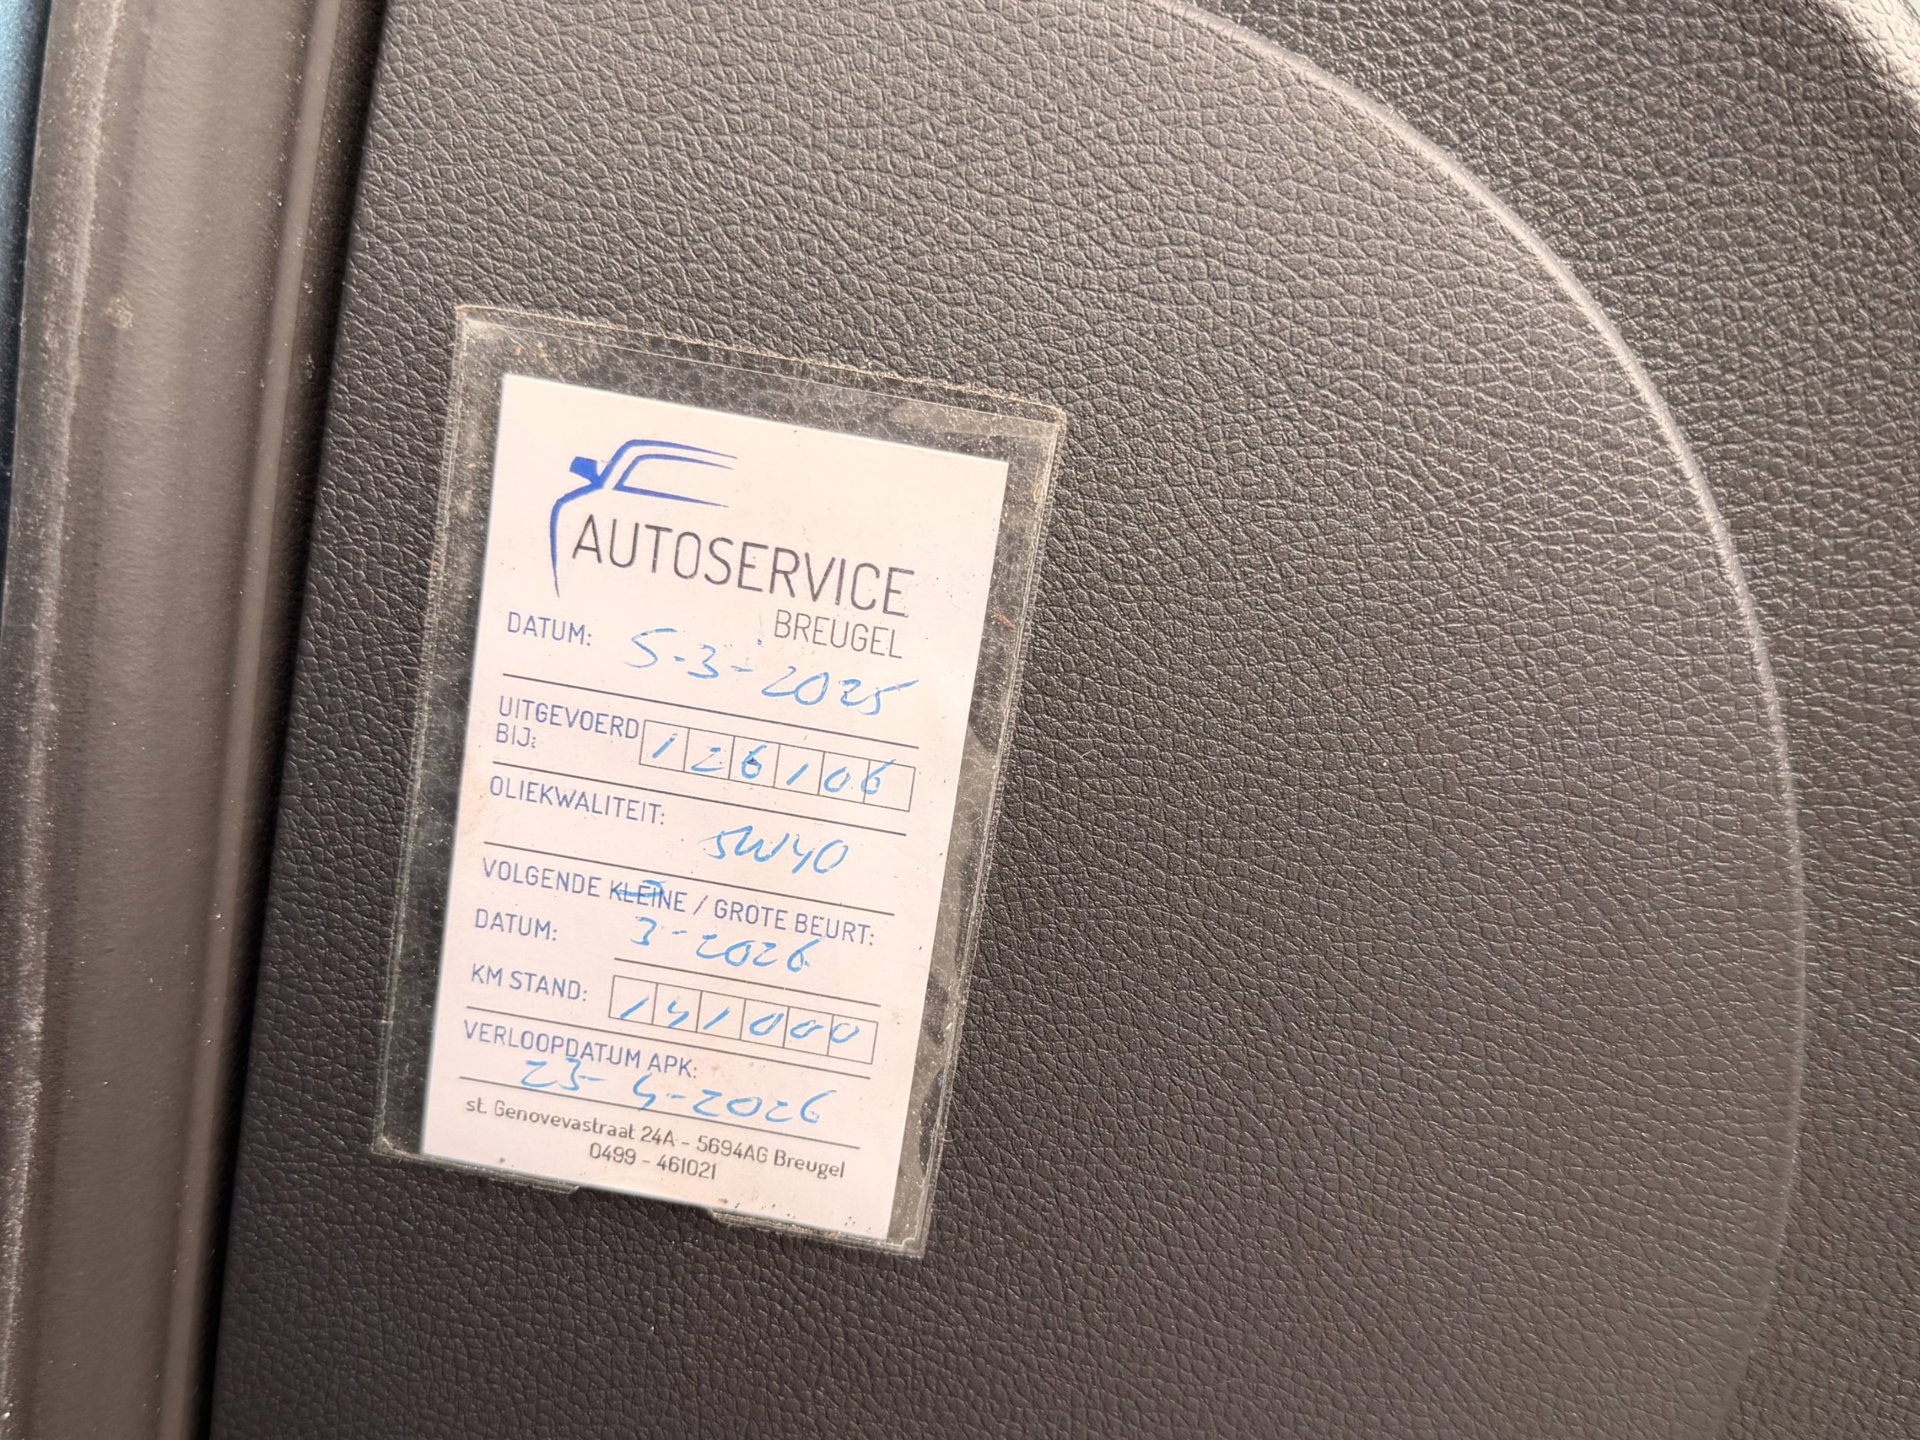 AUTOSERVICE
BREUGEL
DATUM: 5-3-2025
UITGEVOERD
BIJ: 126106
OLIEKWALITEIT: 5W40
VOLGENDE KLEINE / GROTE BEURT:
DATUM: 3-2026
KM STAND: 141000
VERLOOPDATUM APK:
23-4-2026
st. Genovevastraat 24A - 5694AG Breugel
0499 - 461021